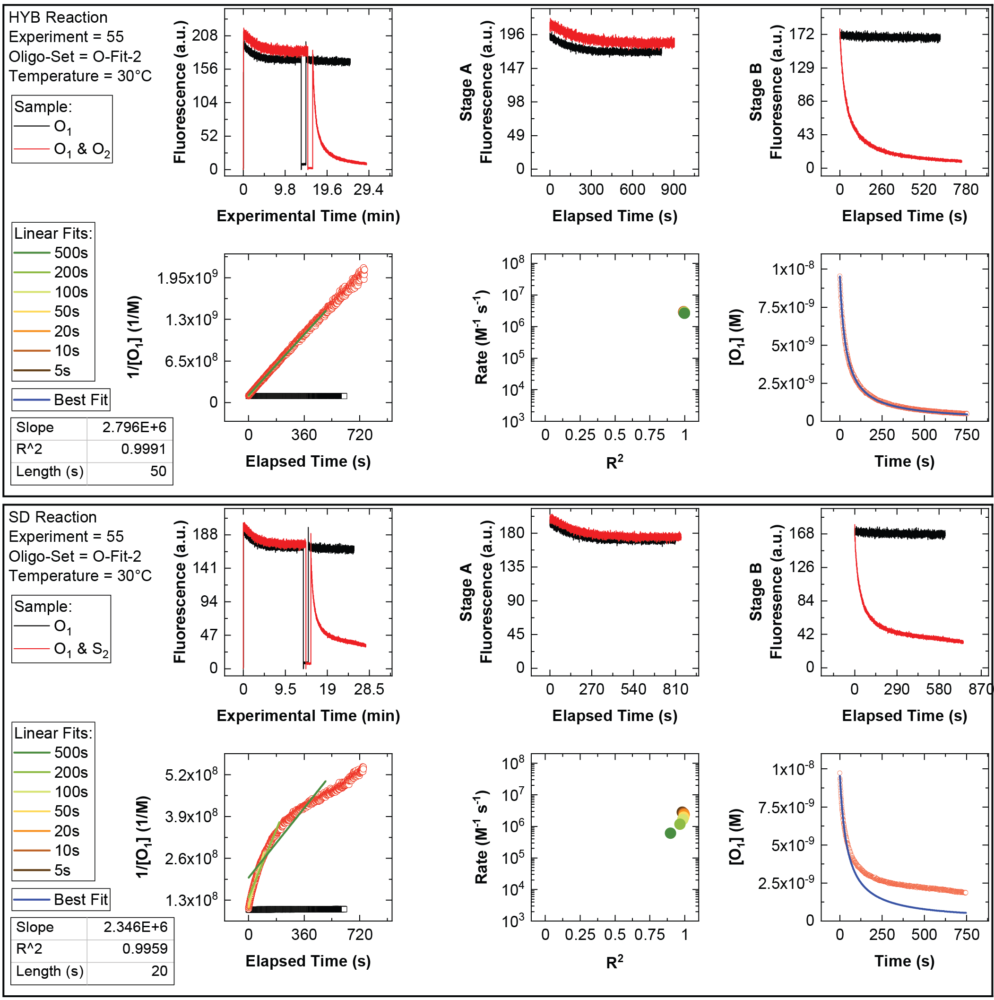 HYB Reaction
Experiment = 55
Oligo-Set = O-Fit-2
Temperature = 30°C
Sample:
O1
O1 & O2
Fluorescence (a.u.)
208
156
104
52
0
0 9.8 19.6 29.4
Experimental Time (min)
Stage A
Fluorescence (a.u.)
196
147
98
49
0
0 300 600 900
Elapsed Time (s)
Stage B
Fluoresence (a.u.)
172
129
86
43
0
0 260 520 780
Elapsed Time (s)
Linear Fits:
500s
200s
100s
50s
20s
10s
5s
Best Fit
Slope 2.796E+6
R^2 0.9991
Length (s) 50
1/[O1] (1/M)
1.95x10^9
1.3x10^9
6.5x10^8
0
0 360 720
Elapsed Time (s)
Rate (M^-1 s^-1)
10^8
10^7
10^6
10^5
10^4
10^3
0 0.25 0.5 0.75 1
R^2
[O1] (M)
1x10^-8
7.5x10^-9
5x10^-9
2.5x10^-9
0
0 250 500 750
Time (s)
SD Reaction
Experiment = 55
Oligo-Set = O-Fit-2
Temperature = 30°C
Sample:
O1
O1 & S2
Fluorescence (a.u.)
188
141
94
47
0
0 9.5 19 28.5
Experimental Time (min)
Stage A
Fluorescence (a.u.)
180
135
90
45
0
0 270 540 810
Elapsed Time (s)
Stage B
Fluoresence (a.u.)
168
126
84
42
0
0 290 580 870
Elapsed Time (s)
Linear Fits:
500s
200s
100s
50s
20s
10s
5s
Best Fit
Slope 2.346E+6
R^2 0.9959
Length (s) 20
1/[O1] (1/M)
5.2x10^8
3.9x10^8
2.6x10^8
1.3x10^8
0 360 720
Elapsed Time (s)
Rate (M^-1 s^-1)
10^8
10^7
10^6
10^5
10^4
10^3
0 0.25 0.5 0.75 1
R^2
[O1] (M)
1x10^-8
7.5x10^-9
5x10^-9
2.5x10^-9
0
0 250 500 750
Time (s)